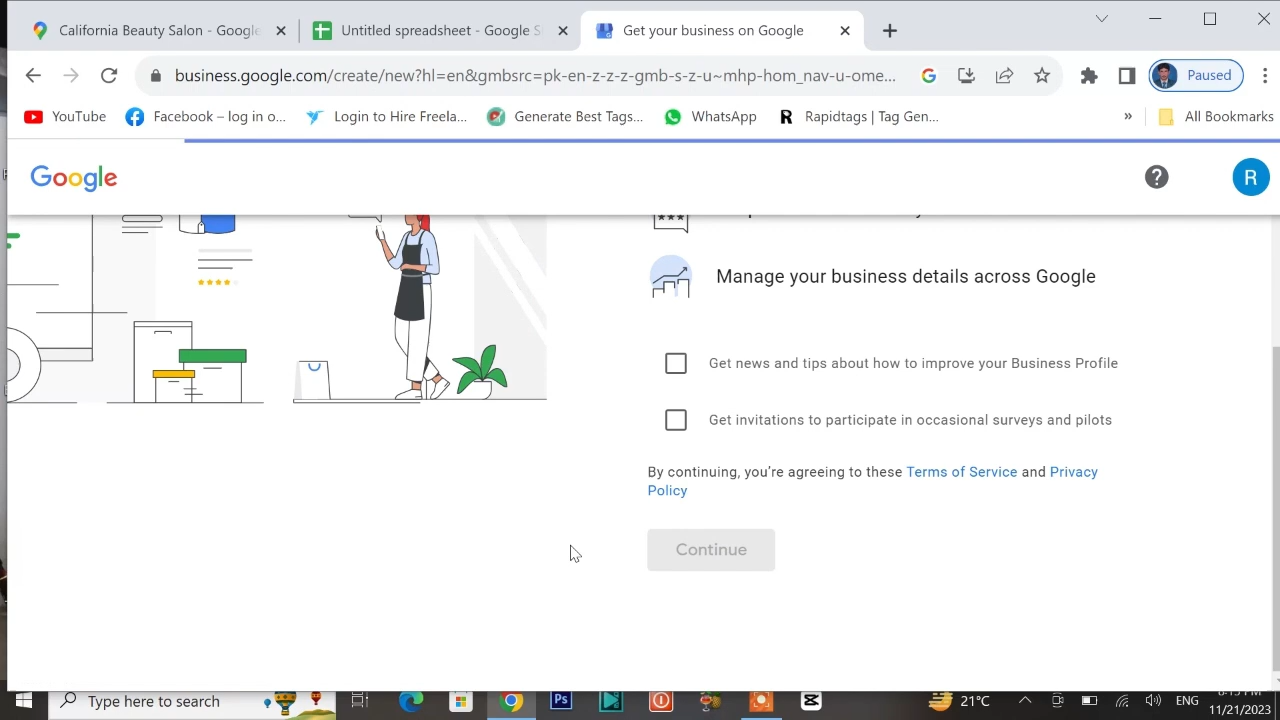 California Beauty Salon - Google
Untitled spreadsheet - Google S
Get your business on Google
business.google.com/create/new?hl=en&gmbsrc=pk-en-z-z-z-gmb-s-z-u~mhp-hom_nav-u-ome...
Paused
YouTube
Facebook – log in o...
Login to Hire Freela...
Generate Best Tags...
WhatsApp
R
Rapidtags | Tag Gen...
»
All Bookmarks
Google
?
R
Manage your business details across Google
Get news and tips about how to improve your Business Profile
Get invitations to participate in occasional surveys and pilots
By continuing, you're agreeing to these Terms of Service and Privacy
Policy
Continue
Type here to search
Ps
21°C
ENG
11/21/2023